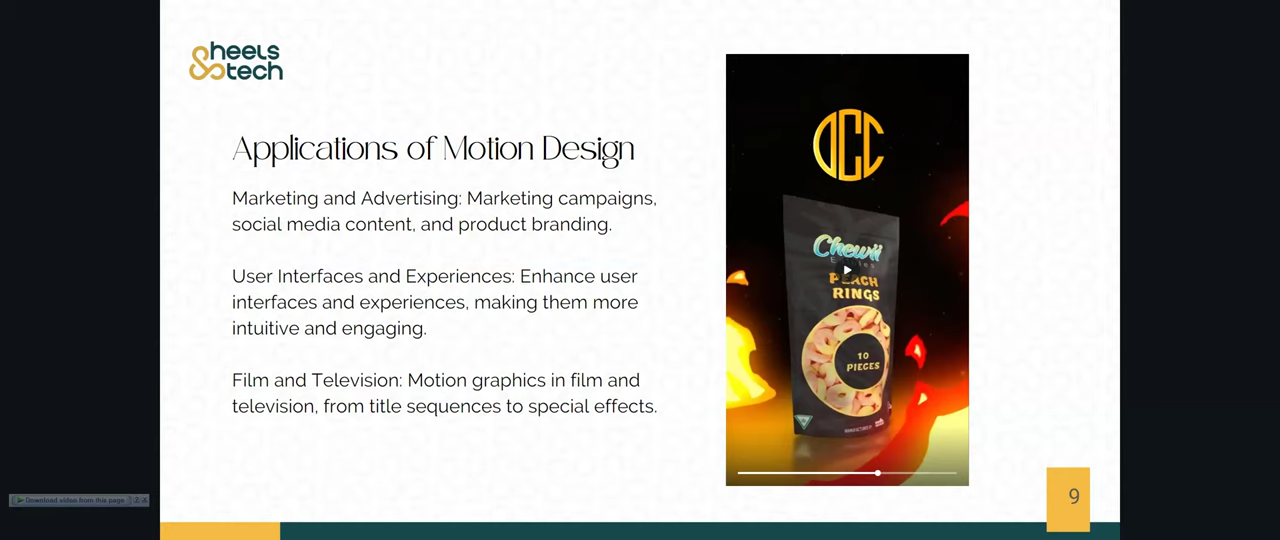 heels
&tech
Applications of Motion Design
Marketing and Advertising: Marketing campaigns,
social media content, and product branding.
User Interfaces and Experiences: Enhance user
interfaces and experiences, making them more
intuitive and engaging.
Film and Television: Motion graphics in film and
television, from title sequences to special effects.
OCC
Chewii
PEACH
RINGS
10
PIECES
9
Download video from this page